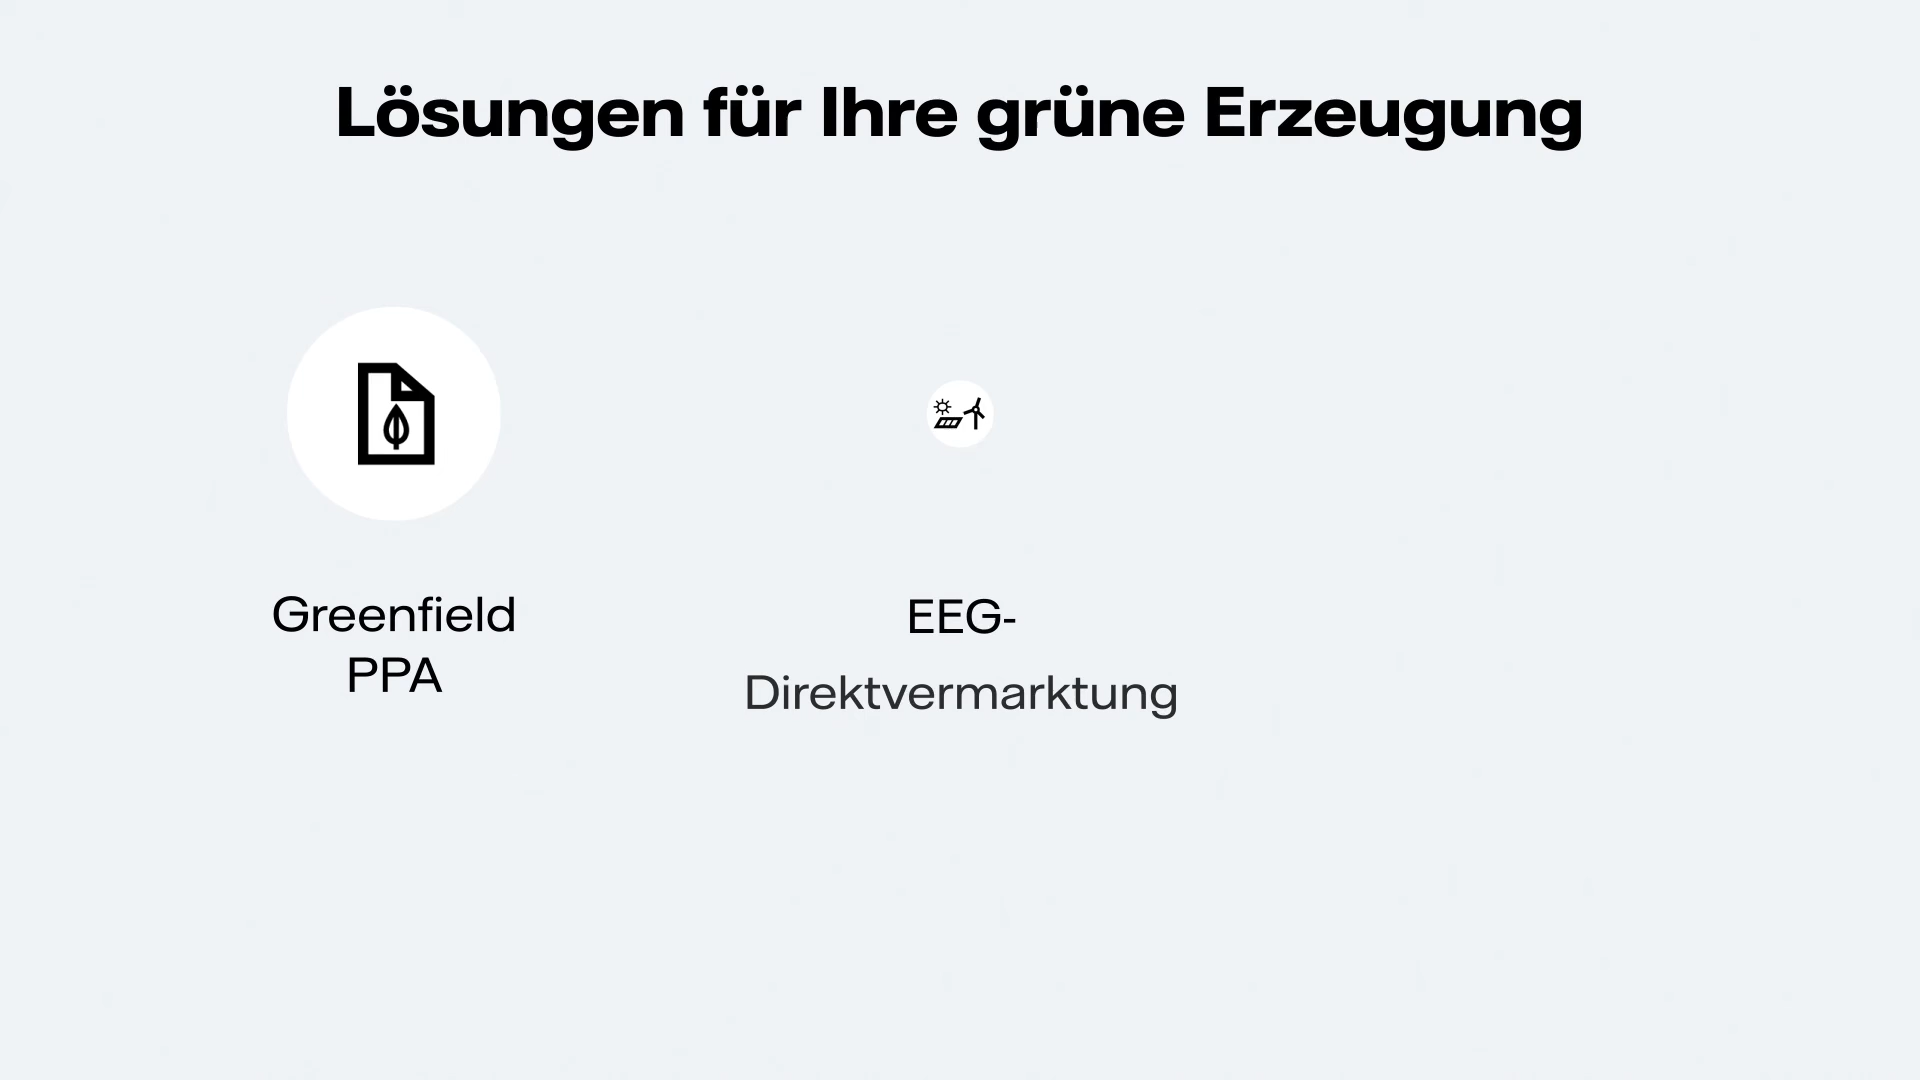 Lösungen für Ihre grüne Erzeugung
Greenfield
PPA
EEG-
Direktvermarktung